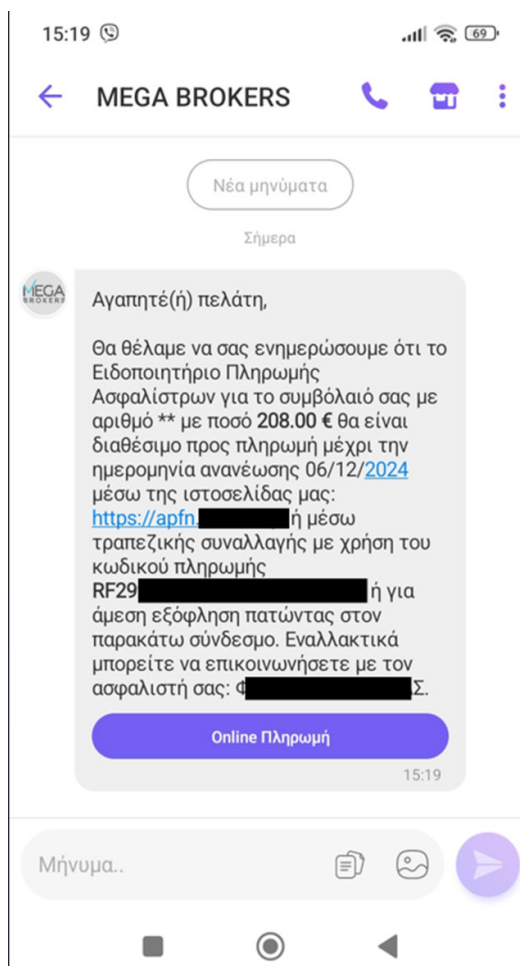 15:19
69
MEGA BROKERS
Νέα μηνύματα
Σήμερα
MEGA
BROKERS
Αγαπητέ(ή) πελάτη,
Θα θέλαμε να σας ενημερώσουμε ότι το
Ειδοποιητήριο Πληρωμής
Ασφαλίστρων για το συμβόλαιό σας με
αριθμό ** με ποσό 208.00 € θα είναι
διαθέσιμο προς πληρωμή μέχρι την
ημερομηνία ανανέωσης 06/12/2024
μέσω της ιστοσελίδας μας:
https://apfn. ή μέσω
τραπεζικής συναλλαγής με χρήση του
κωδικού πληρωμής
RF29 ή για
άμεση εξόφληση πατώντας στον
παρακάτω σύνδεσμο. Εναλλακτικά
μπορείτε να επικοινωνήσετε με τον
ασφαλιστή σας: Φ Σ.
Online Πληρωμή
15:19
Μήνυμα..